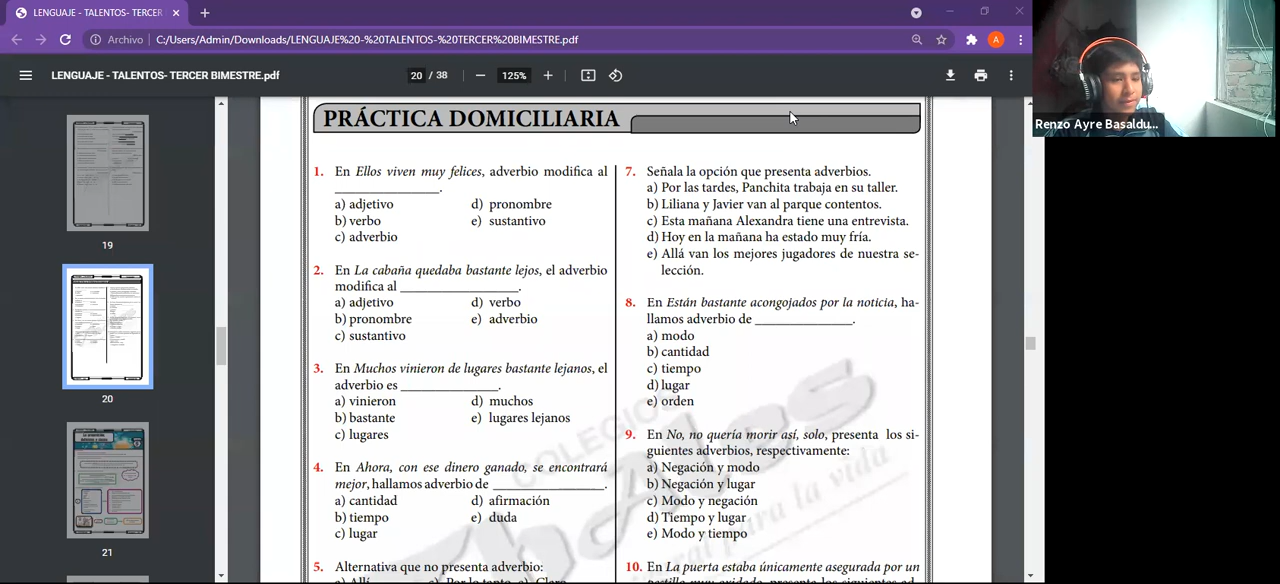 LENGUAJE - TALENTOS- TERCER
Archivo
C:/Users/Admin/Downloads/LENGUAJE%20-%20TALENTOS-%20TERCER%20BIMESTRE.pdf
A
LENGUAJE - TALENTOS- TERCER BIMESTRE.pdf
20 / 38
125%
19
20
21
Renzo Ayre Basaldu...
PRÁCTICA DOMICILIARIA
1. En Ellos viven muy felices, adverbio modifica al
_______________.
a) adjetivo d) pronombre
b) verbo e) sustantivo
c) adverbio
2. En La cabaña quedaba bastante lejos, el adverbio
modifica al _________________.
a) adjetivo d) verbo
b) pronombre e) adverbio
c) sustantivo
3. En Muchos vinieron de lugares bastante lejanos, el
adverbio es ______________.
a) vinieron d) muchos
b) bastante e) lugares lejanos
c) lugares
4. En Ahora, con ese dinero ganado, se encontrará
mejor, hallamos adverbio de ________________.
a) cantidad d) afirmación
b) tiempo e) duda
c) lugar
5. Alternativa que no presenta adverbio:
a) Allí c) Por lo tanto e) Claro
7. Señala la opción que presenta adverbios.
a) Por las tardes, Panchita trabaja en su taller.
b) Liliana y Javier van al parque contentos.
c) Esta mañana Alexandra tiene una entrevista.
d) Hoy en la mañana ha estado muy fría.
e) Allá van los mejores jugadores de nuestra se-
lección.
8. En Están bastante acongojados por la noticia, ha-
llamos adverbio de ______________.
a) modo
b) cantidad
c) tiempo
d) lugar
e) orden
9. En No, no quería morir así, solo, presenta los si-
guientes adverbios, respectivamente:
a) Negación y modo
b) Negación y lugar
c) Modo y negación
d) Tiempo y lugar
e) Modo y tiempo
10. En La puerta estaba únicamente asegurada por un
COLEGIOS
Thales